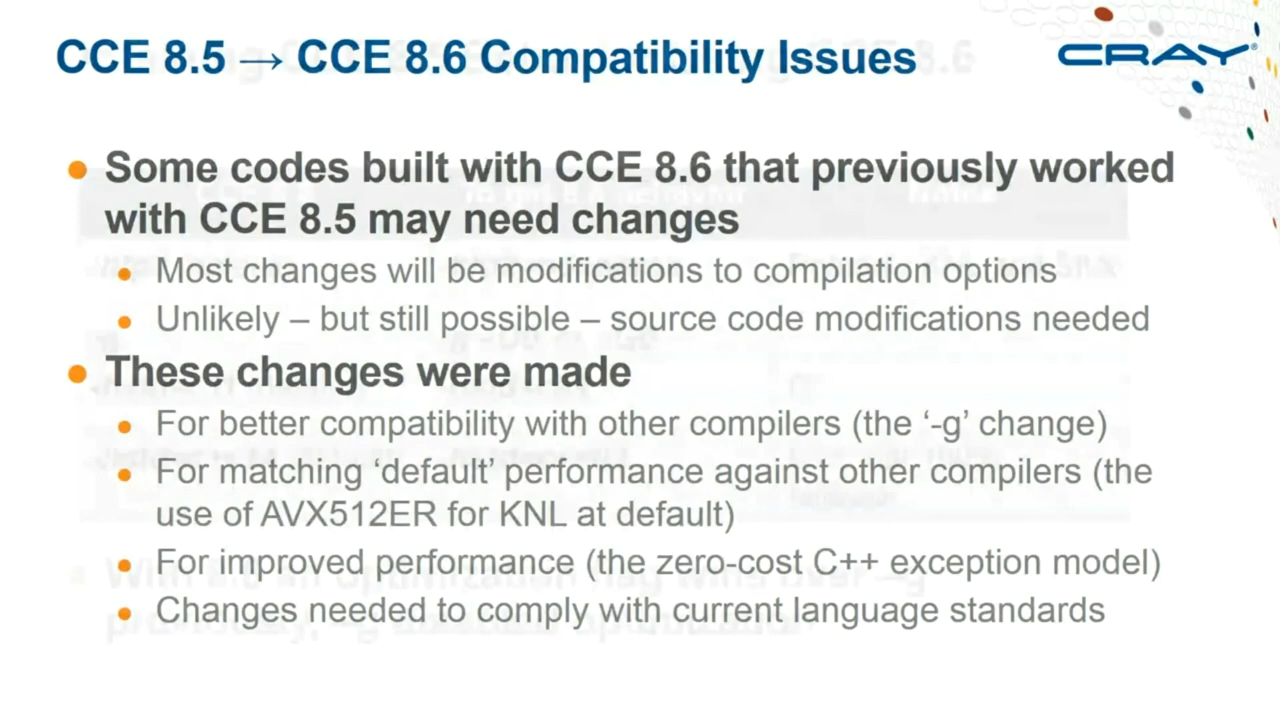 CCE 8.5 → CCE 8.6 Compatibility Issues
CRAY®
• Some codes built with CCE 8.6 that previously worked
with CCE 8.5 may need changes
• Most changes will be modifications to compilation options
• Unlikely – but still possible – source code modifications needed
• These changes were made
• For better compatibility with other compilers (the ‘-g’ change)
• For matching ‘default’ performance against other compilers (the
use of AVX512ER for KNL at default)
• For improved performance (the zero-cost C++ exception model)
• Changes needed to comply with current language standards